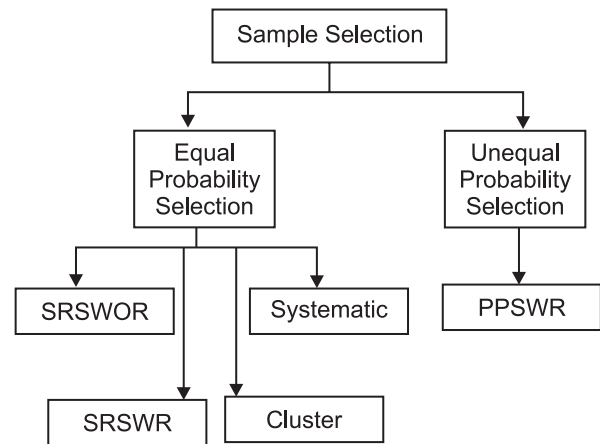 Sample Selection
Equal
Probability
Selection
Unequal
Probability
Selection
SRSWOR
Systematic
PPSWR
SRSWR
Cluster